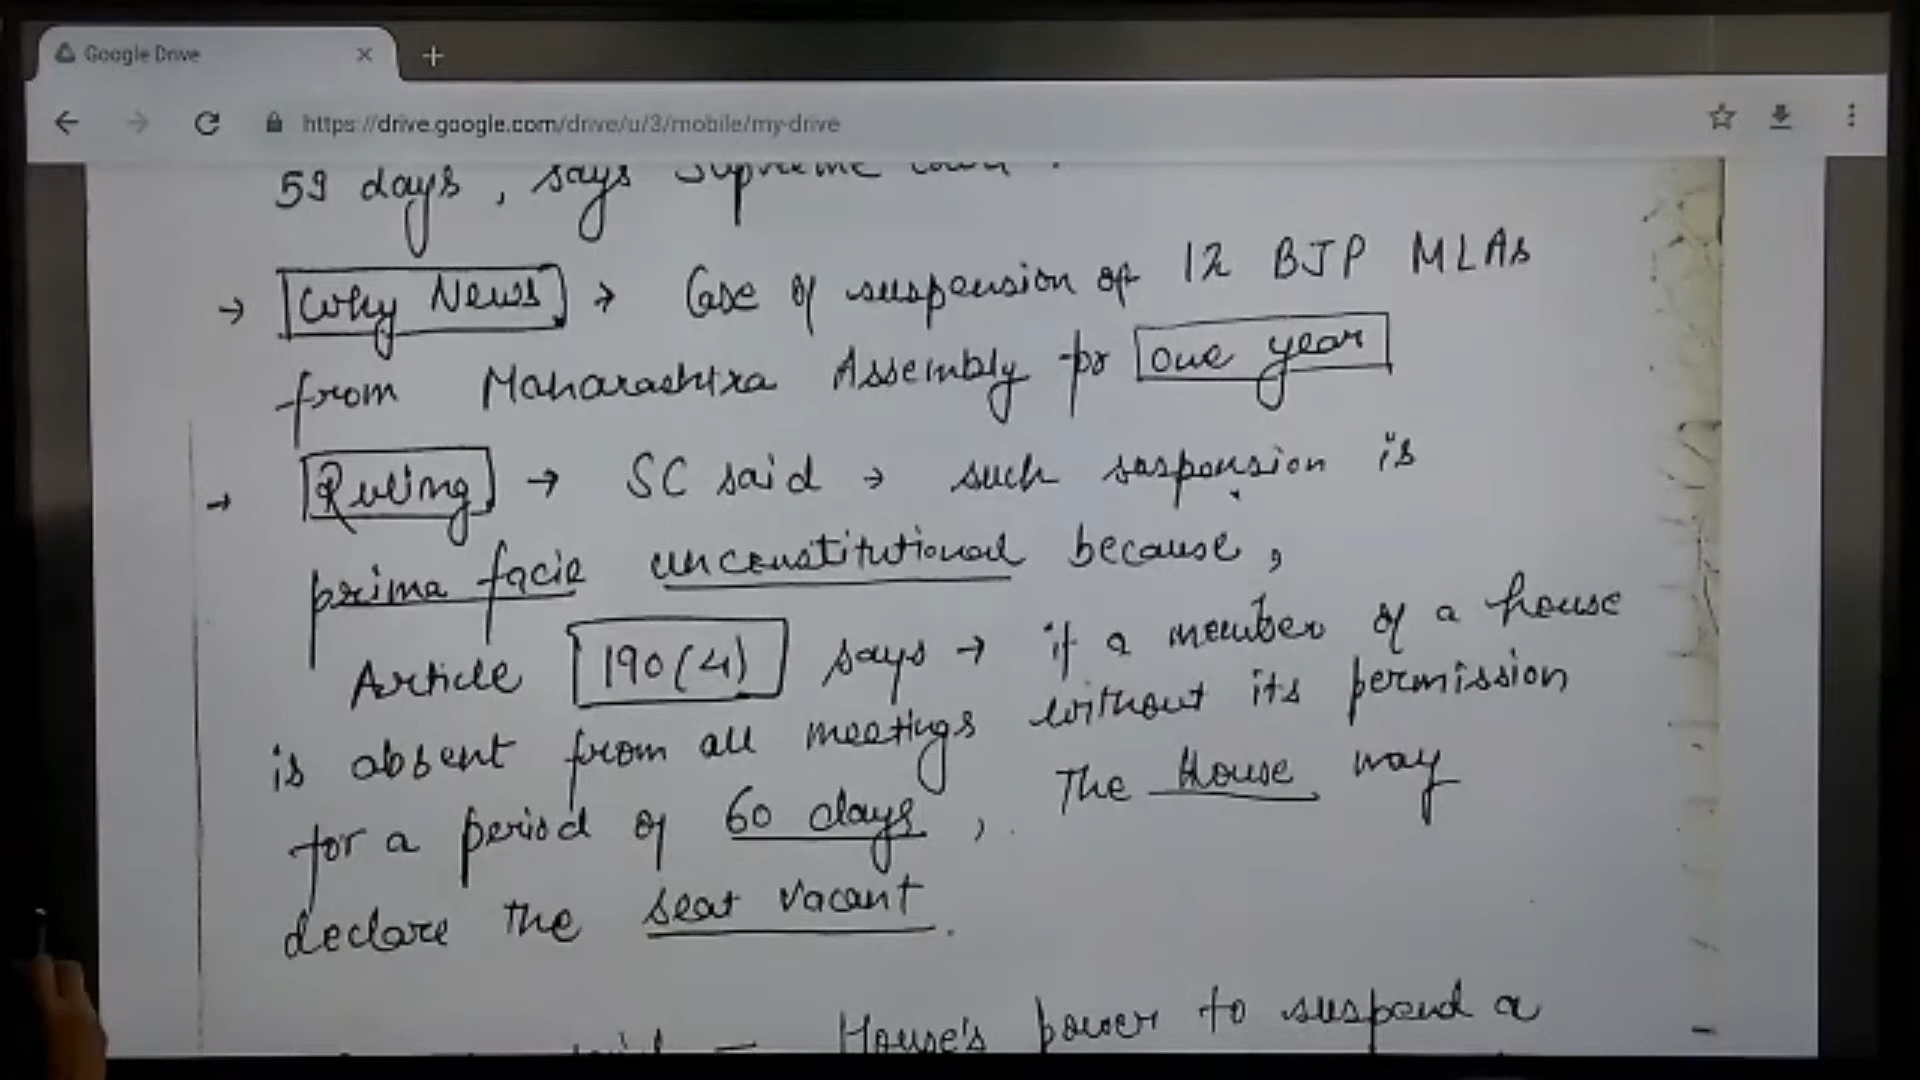 Google Drive
https://drive.google.com/drive/u/3/mobile/my-drive
59 days, says Supreme Court.
→ Why News → Case of suspension of 12 BJP MLAs
from Maharashtra Assembly for one year
→ Ruling → SC said → such suspension is
prima facie unconstitutional because,
Article 190(4) says → if a member of a house
is absent from all meetings without its permission
for a period of 60 days, The House may
declare the seat vacant.
— House's power to suspend a